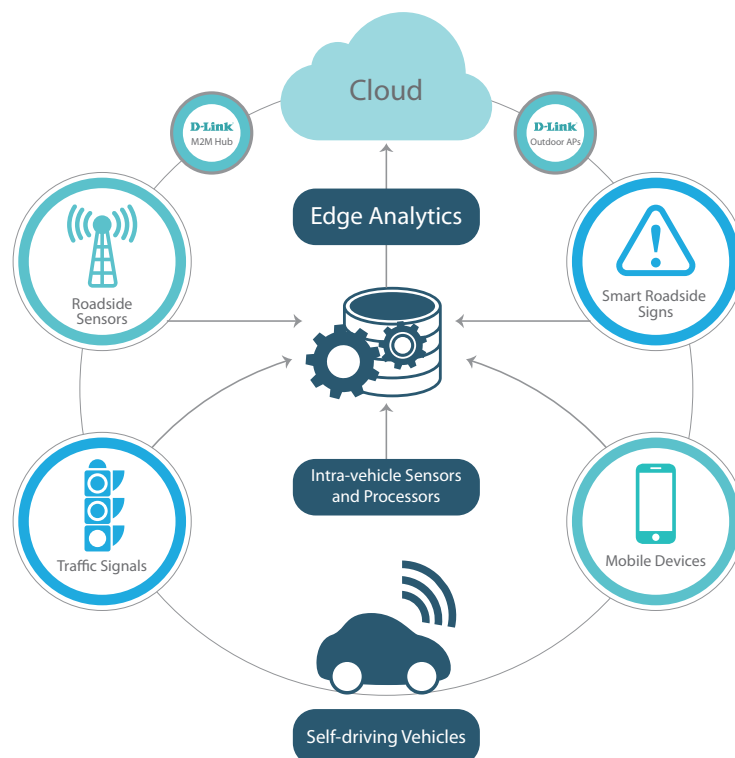 Cloud
D-Link
M2M Hub
D-Link
Outdoor APs
Edge Analytics
Roadside
Sensors
Smart Roadside
Signs
Intra-vehicle Sensors
and Processors
Traffic Signals
Mobile Devices
Self-driving Vehicles